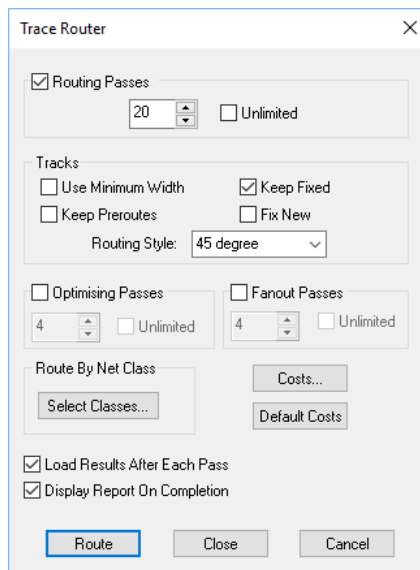 Trace Router
Routing Passes
20 Unlimited
Tracks
Use Minimum Width Keep Fixed
Keep Preroutes Fix New
Routing Style: 45 degree
Optimising Passes Fanout Passes
4 Unlimited 4 Unlimited
Route By Net Class Costs...
Select Classes... Default Costs
Load Results After Each Pass
Display Report On Completion
Route Close Cancel